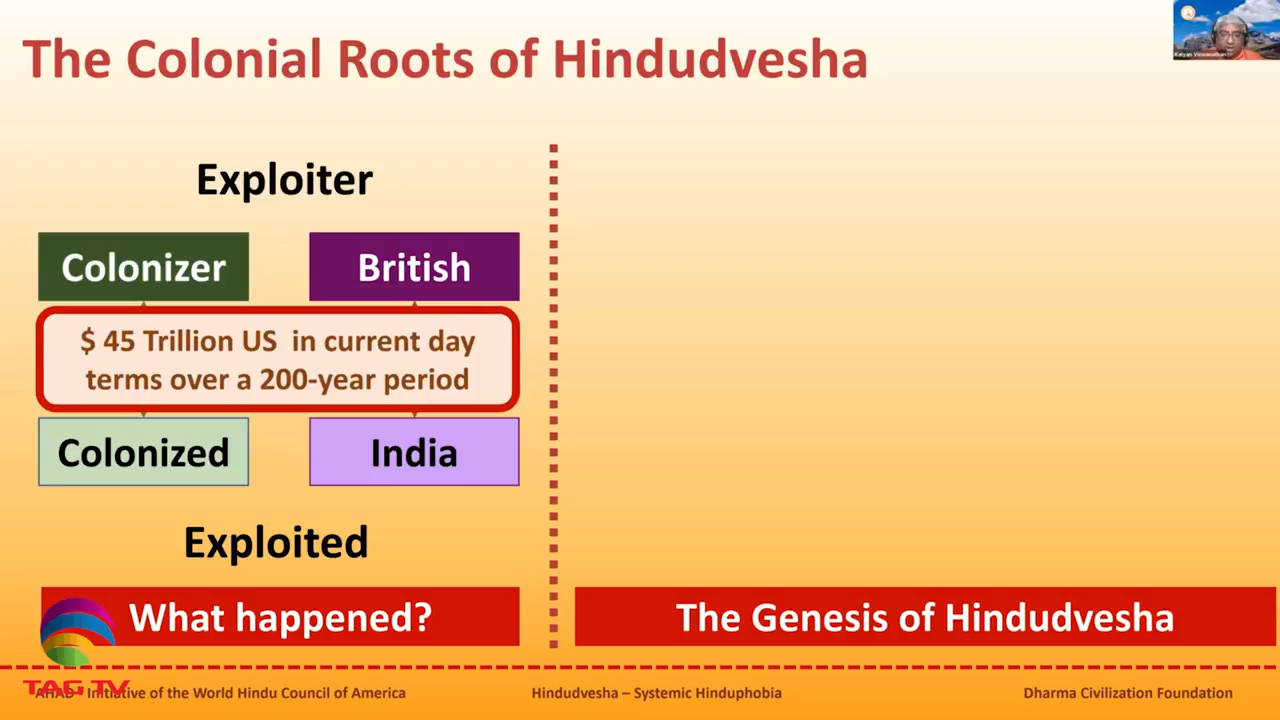 The Colonial Roots of Hindudvesha
Exploiter
Colonizer
British
$ 45 Trillion US in current day
terms over a 200-year period
Colonized
India
Exploited
What happened?
The Genesis of Hindudvesha
TAG TV
AHAD - Initiative of the World Hindu Council of America
Hindudvesha – Systemic Hinduphobia
Dharma Civilization Foundation